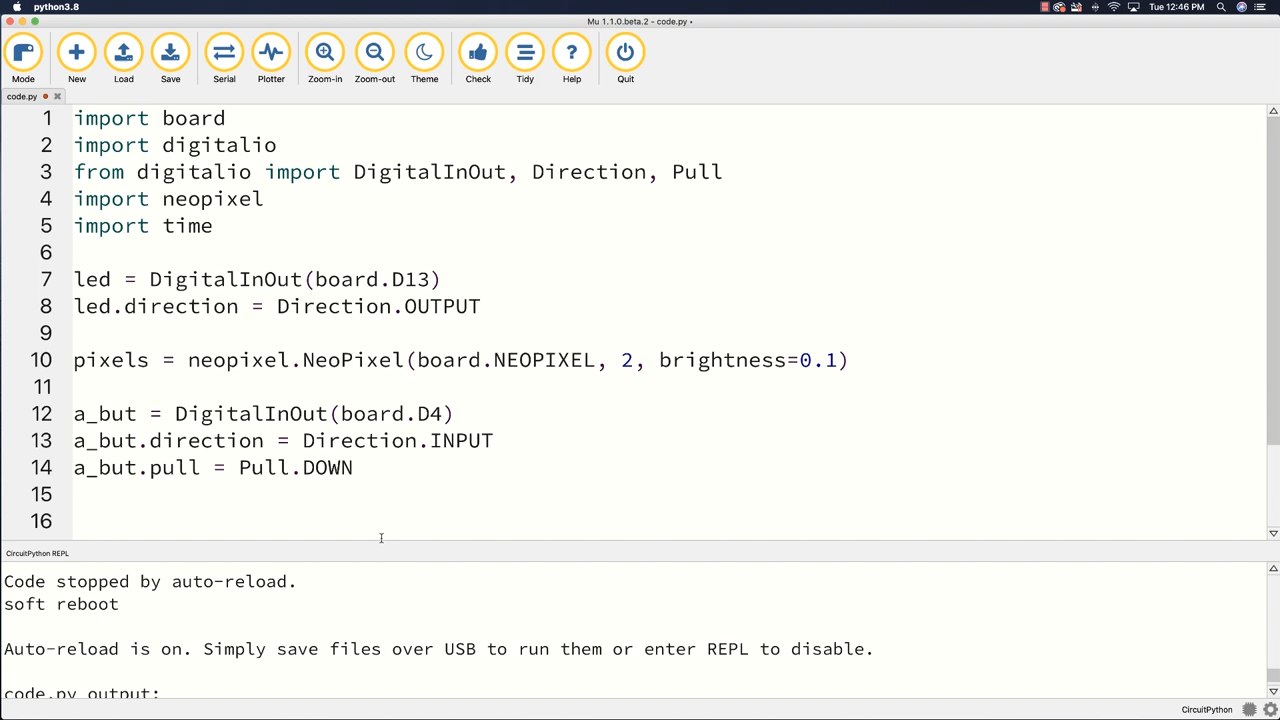 python3.8
Tue 12:46 PM
Mu 1.1.0.beta.2 - code.py •
Mode New Load Save Serial Plotter Zoom-in Zoom-out Theme Check Tidy Help Quit
code.py
1 import board
2 import digitalio
3 from digitalio import DigitalInOut, Direction, Pull
4 import neopixel
5 import time
6
7 led = DigitalInOut(board.D13)
8 led.direction = Direction.OUTPUT
9
10 pixels = neopixel.NeoPixel(board.NEOPIXEL, 2, brightness=0.1)
11
12 a_but = DigitalInOut(board.D4)
13 a_but.direction = Direction.INPUT
14 a_but.pull = Pull.DOWN
15
16
CircuitPython REPL
Code stopped by auto-reload.
soft reboot
Auto-reload is on. Simply save files over USB to run them or enter REPL to disable.
code.py output:
CircuitPython